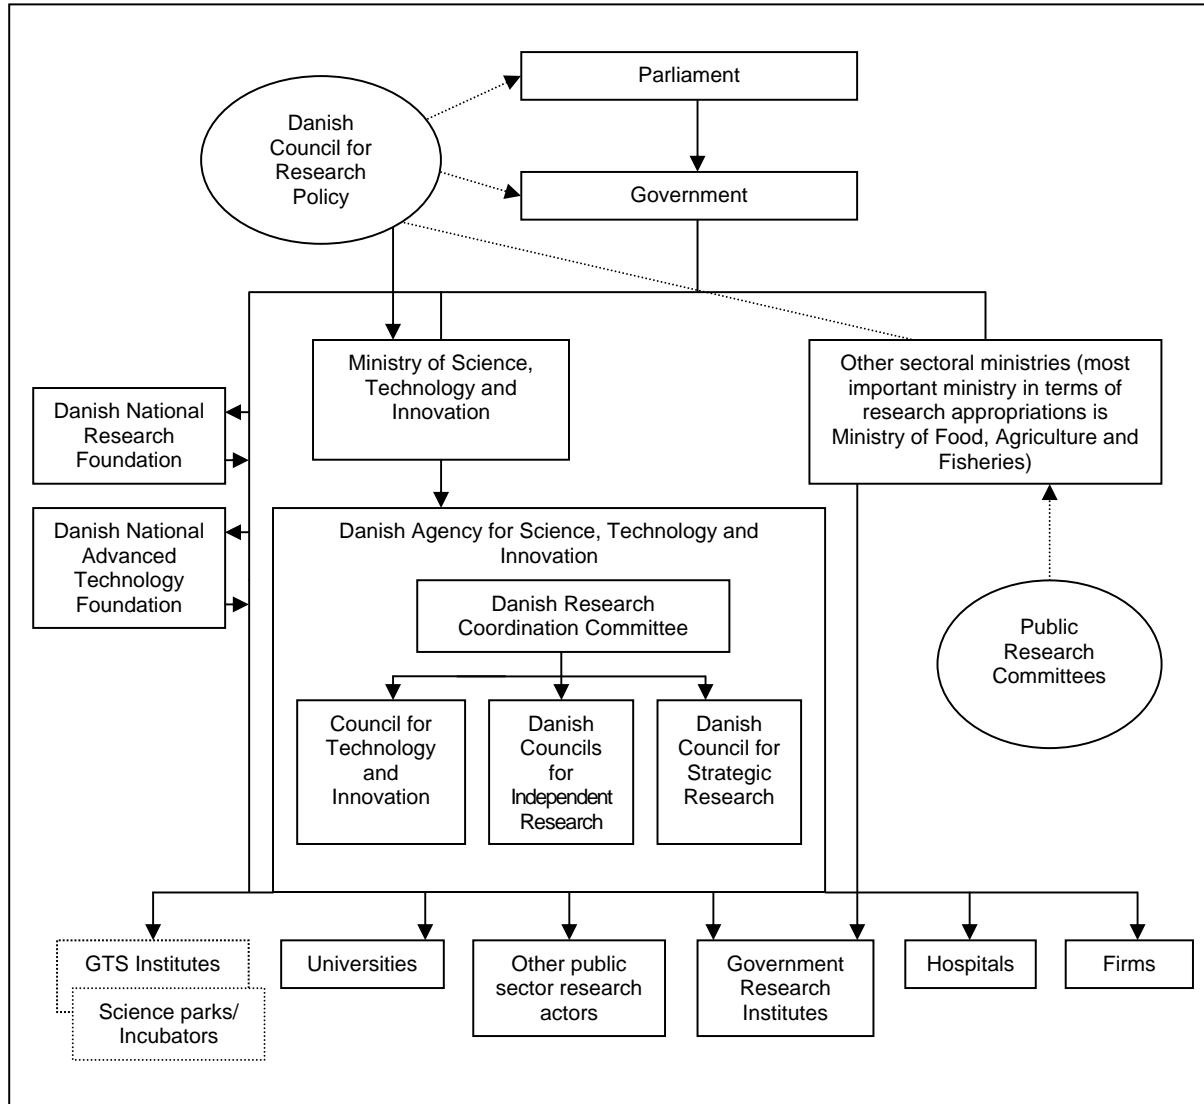 Parliament
Danish
Council for
Research
Policy
Government
Ministry of Science,
Technology and
Innovation
Other sectoral ministries (most
important ministry in terms of
research appropriations is
Ministry of Food, Agriculture and
Fisheries)
Danish National
Research
Foundation
Danish National
Advanced
Technology
Foundation
Danish Agency for Science, Technology and
Innovation
Danish Research
Coordination Committee
Public
Research
Committees
Council for
Technology
and
Innovation
Danish
Councils
for
Independent
Research
Danish
Council for
Strategic
Research
GTS Institutes
Science parks/
Incubators
Universities
Other public
sector research
actors
Government
Research
Institutes
Hospitals
Firms